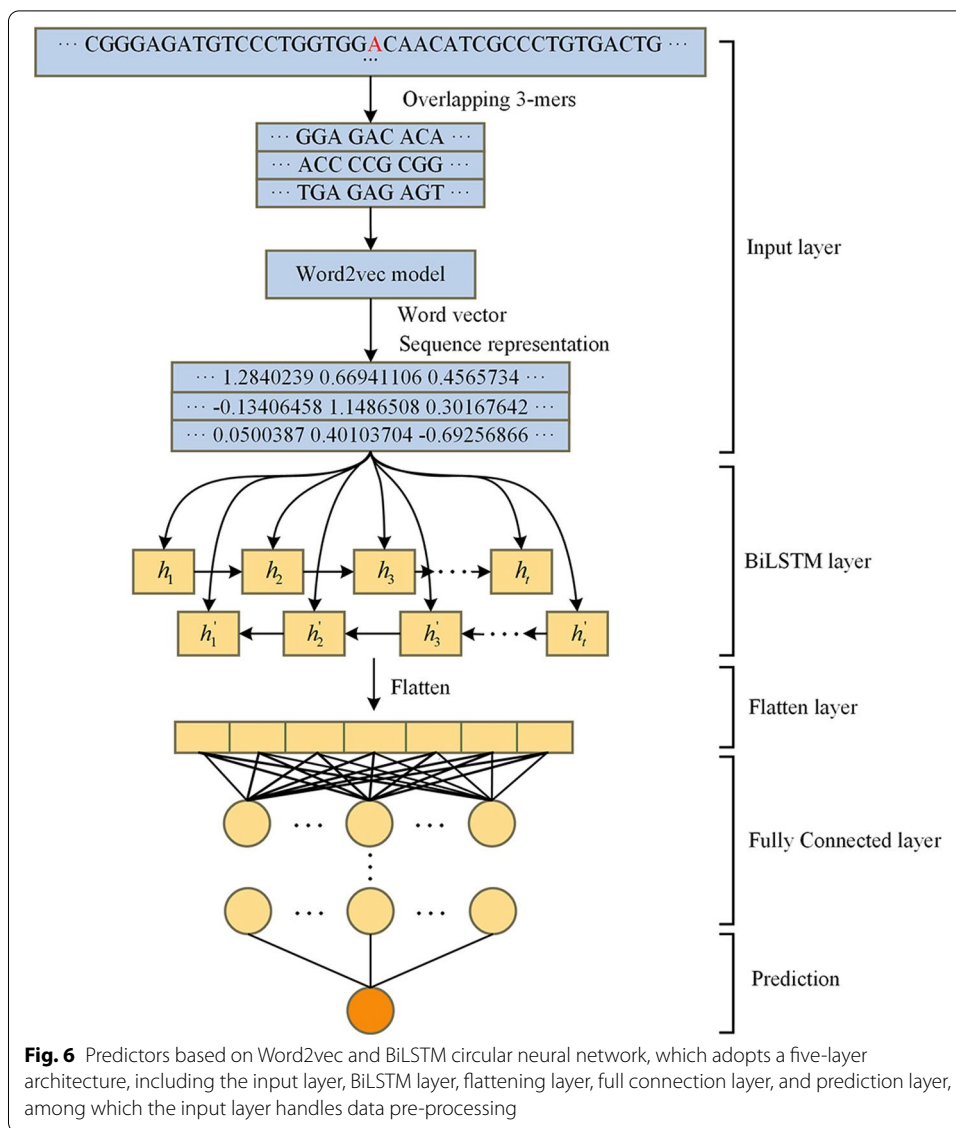 ··· CGGGAGATGTCCCTGGTGGACAACATCGCCCTGTGACTG ···
...
Overlapping 3-mers
··· GGA GAC ACA ···
··· ACC CCG CGG ···
··· TGA GAG AGT ···
Input layer
Word2vec model
Word vector
Sequence representation
··· 1.2840239 0.66941106 0.4565734 ···
··· -0.13406458 1.1486508 0.30167642 ···
··· 0.0500387 0.40103704 -0.69256866 ···
h1 h2 h3 ···· ht
BiLSTM layer
h'1 h'2 h'3 ···· h't
Flatten
Flatten layer
··· ···
Fully Connected layer
··· ···
Prediction
Fig. 6 Predictors based on Word2vec and BiLSTM circular neural network, which adopts a five-layer
architecture, including the input layer, BiLSTM layer, flattening layer, full connection layer, and prediction layer,
among which the input layer handles data pre-processing